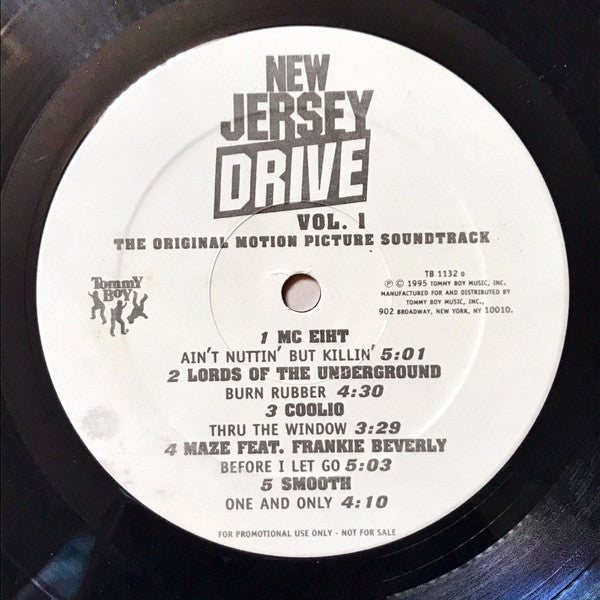 NEW
JERSEY
DRIVE
VOL. 1
THE ORIGINAL MOTION PICTURE SOUNDTRACK
TB 1132 D
℗ © 1995 TOMMY BOY MUSIC, INC.
MANUFACTURED FOR AND DISTRIBUTED BY
TOMMY BOY MUSIC, INC.,
902 BROADWAY, NEW YORK, NY 10010.
Tommy
Boy
1 MC EIHT
AIN'T NUTTIN' BUT KILLIN' 5:01
2 LORDS OF THE UNDERGROUND
BURN RUBBER 4:30
3 COOLIO
THRU THE WINDOW 3:29
4 MAZE FEAT. FRANKIE BEVERLY
BEFORE I LET GO 5:03
5 SMOOTH
ONE AND ONLY 4:10
FOR PROMOTIONAL USE ONLY - NOT FOR SALE